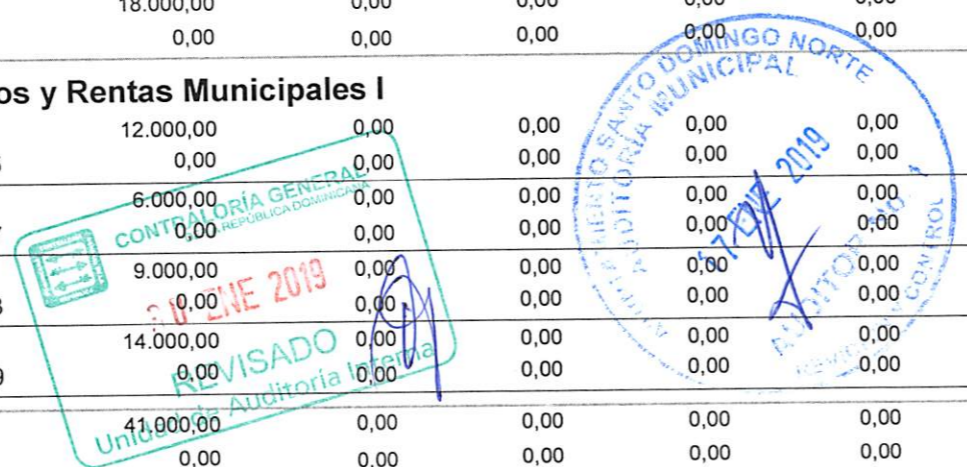 18.000,00 0,00 0,00 0,00 0,00
0,00 0,00 0,00 0,00 0,00
os y Rentas Municipales I
12.000,00 0,00 0,00 0,00 0,00
0,00 0,00 0,00 0,00 0,00
6.000,00 0,00 0,00 0,00 0,00
0,00 0,00 0,00 0,00 0,00
9.000,00 0,00 0,00 0,00 0,00
0,00 0,00 0,00 0,00 0,00
14.000,00 0,00 0,00 0,00 0,00
9 0,00 0,00 0,00 0,00 0,00
41.000,00 0,00 0,00 0,00 0,00
0,00 0,00 0,00 0,00 0,00
CONTRALORÍA GENERAL
REPÚBLICA DOMINICANA
ENE 2019
REVISADO
Unidad de Auditoría Interna
SANTO DOMINGO NORTE
AUDITORÍA MUNICIPAL
ENE 2019
AUDITOR
CONTROL